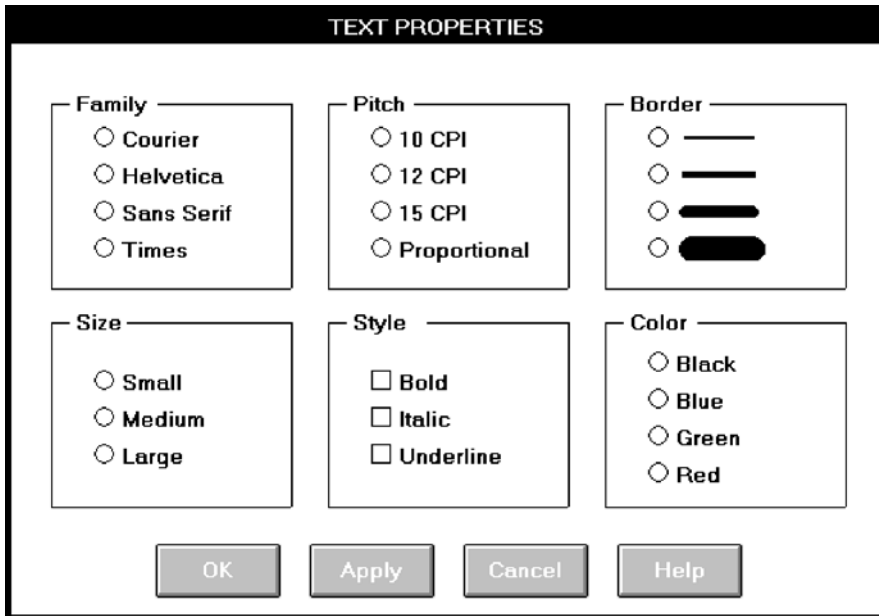 TEXT PROPERTIES
Family
Courier
Helvetica
Sans Serif
Times
Pitch
10 CPI
12 CPI
15 CPI
Proportional
Border
Size
Small
Medium
Large
Style
Bold
Italic
Underline
Color
Black
Blue
Green
Red
OK
Apply
Cancel
Help